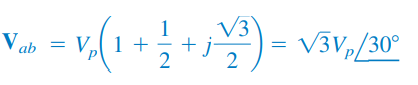 V_ab = V_p(1 + 1/2 + j√3/2) = √3V_p/30°